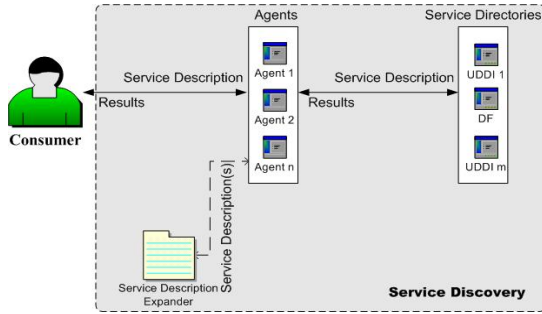 Agents
Service Directories
Agent 1
Agent 2
Agent n
UDDI 1
DF
UDDI m
Service Description
Results
Service Description
Results
Consumer
Service Description(s)
Service Description
Expander
Service Discovery